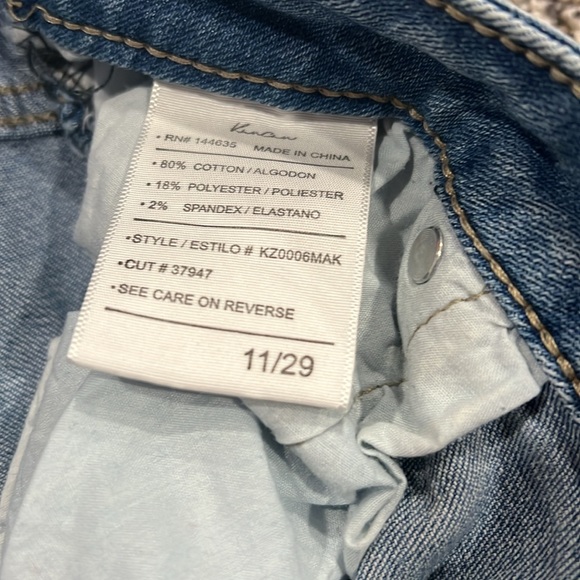 KanCan
• RN# 144635 MADE IN CHINA
• 80% COTTON / ALGODON
• 18% POLYESTER / POLIESTER
• 2% SPANDEX / ELASTANO
• STYLE / ESTILO # KZ0006MAK
• CUT # 37947
• SEE CARE ON REVERSE
11/29